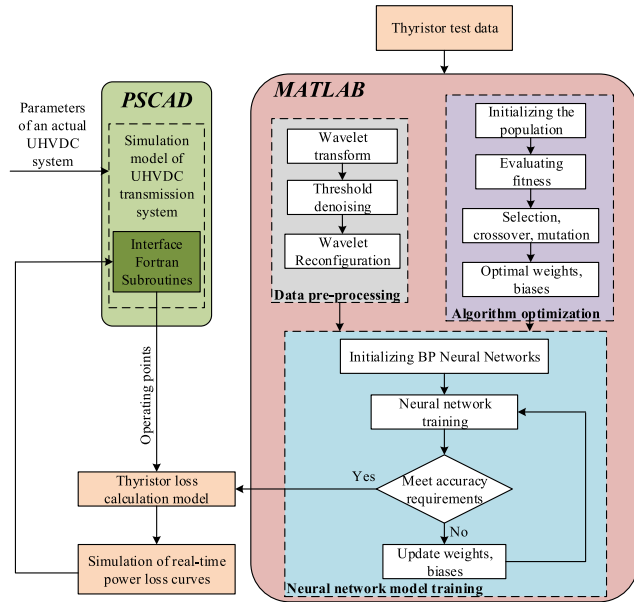 Thyristor test data
PSCAD
MATLAB
Parameters
of an actual
UHVDC
system
Simulation
model of
UHVDC
transmission
system
Interface
Fortran
Subroutines
Wavelet
transform
Threshold
denoising
Wavelet
Reconfiguration
Data pre-processing
Initializing the
population
Evaluating
fitness
Selection,
crossover, mutation
Optimal weights,
biases
Algorithm optimization
Initializing BP Neural Networks
Neural network
training
Meet accuracy
requirements
Yes
No
Update weights,
biases
Neural network model training
Operating points
Thyristor loss
calculation model
Simulation of real-time
power loss curves